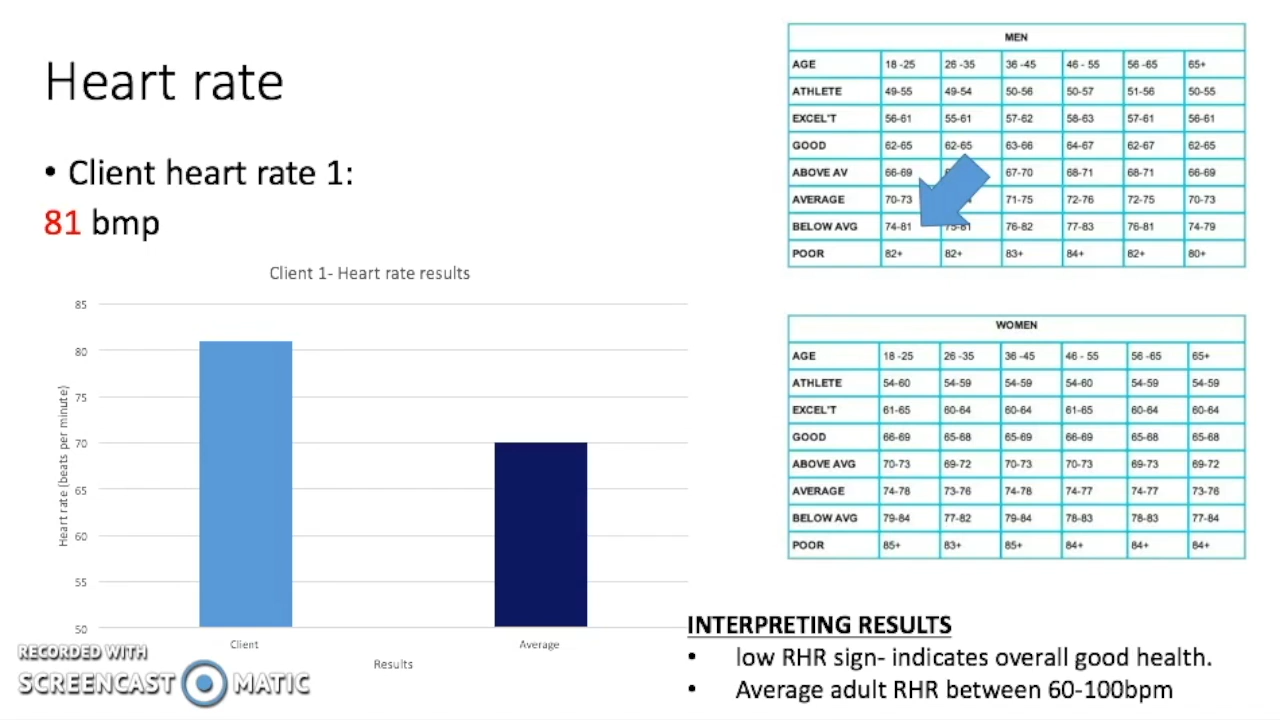 Heart rate
• Client heart rate 1:
81 bmp
Client 1- Heart rate results
85
80
75
70
65
60
55
50
Heart rate (beats per minute)
Client Average
Results
MEN
AGE 18 -25 26 -35 36 -45 46 - 55 56 -65 65+
ATHLETE 49-55 49-54 50-56 50-57 51-56 50-55
EXCEL'T 56-61 55-61 57-62 58-63 57-61 56-61
GOOD 62-65 62-65 63-66 64-67 62-67 62-65
ABOVE AV 66-69 67-70 68-71 68-71 66-69
AVERAGE 70-73 71-75 72-76 72-75 70-73
BELOW AVG 74-81 75-81 76-82 77-83 76-81 74-79
POOR 82+ 82+ 83+ 84+ 82+ 80+
WOMEN
AGE 18 -25 26 -35 36 -45 46 - 55 56 -65 65+
ATHLETE 54-60 54-59 54-59 54-60 54-59 54-59
EXCEL'T 61-65 60-64 60-64 61-65 60-64 60-64
GOOD 66-69 65-68 65-69 66-69 65-68 65-68
ABOVE AVG 70-73 69-72 70-73 70-73 69-73 69-72
AVERAGE 74-78 73-76 74-78 74-77 74-77 73-76
BELOW AVG 79-84 77-82 79-84 78-83 78-83 77-84
POOR 85+ 83+ 85+ 84+ 84+ 84+
INTERPRETING RESULTS
• low RHR sign- indicates overall good health.
• Average adult RHR between 60-100bpm
RECORDED WITH
SCREENCAST MATIC